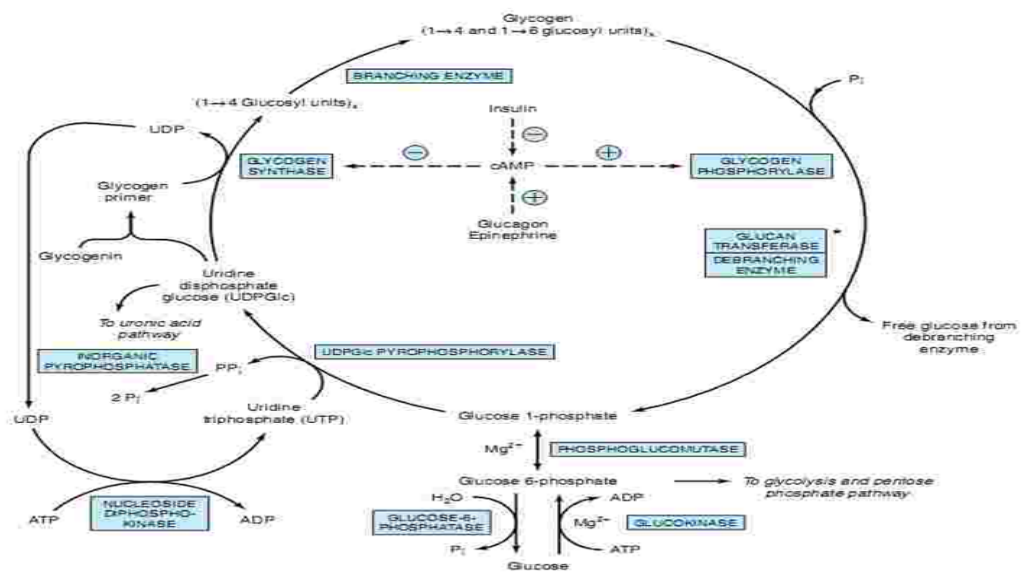 Glycogen
(1→4 and 1→6 glucosyl units)ₓ
BRANCHING ENZYME
Pᵢ
(1→4 Glucosyl units)ₓ
Insulin
UDP
−
GLYCOGEN
SYNTHASE
−
cAMP
+
GLYCOGEN
PHOSPHORYLASE
Glycogen
primer
+
Glucagon
Epinephrine
GLUCAN
TRANSFERASE
*
DEBRANCHING
ENZYME
Glycogenin
Uridine
disphosphate
glucose (UDPGlc)
To uronic acid
pathway
Free glucose from
debranching
enzyme
INORGANIC
PYROPHOSPHATASE
UDPGlc PYROPHOSPHORYLASE
PPᵢ
2 Pᵢ
UDP
Uridine
triphosphate (UTP)
Glucose 1-phosphate
Mg²⁺
PHOSPHOGLUCOMUTASE
Glucose 6-phosphate
To glycolysis and pentose
phosphate pathway
NUCLEOSIDE
DIPHOSPHO-
KINASE
ATP
ADP
H₂O
GLUCOSE-6-
PHOSPHATASE
Pᵢ
ADP
Mg²⁺
GLUCOKINASE
ATP
Glucose